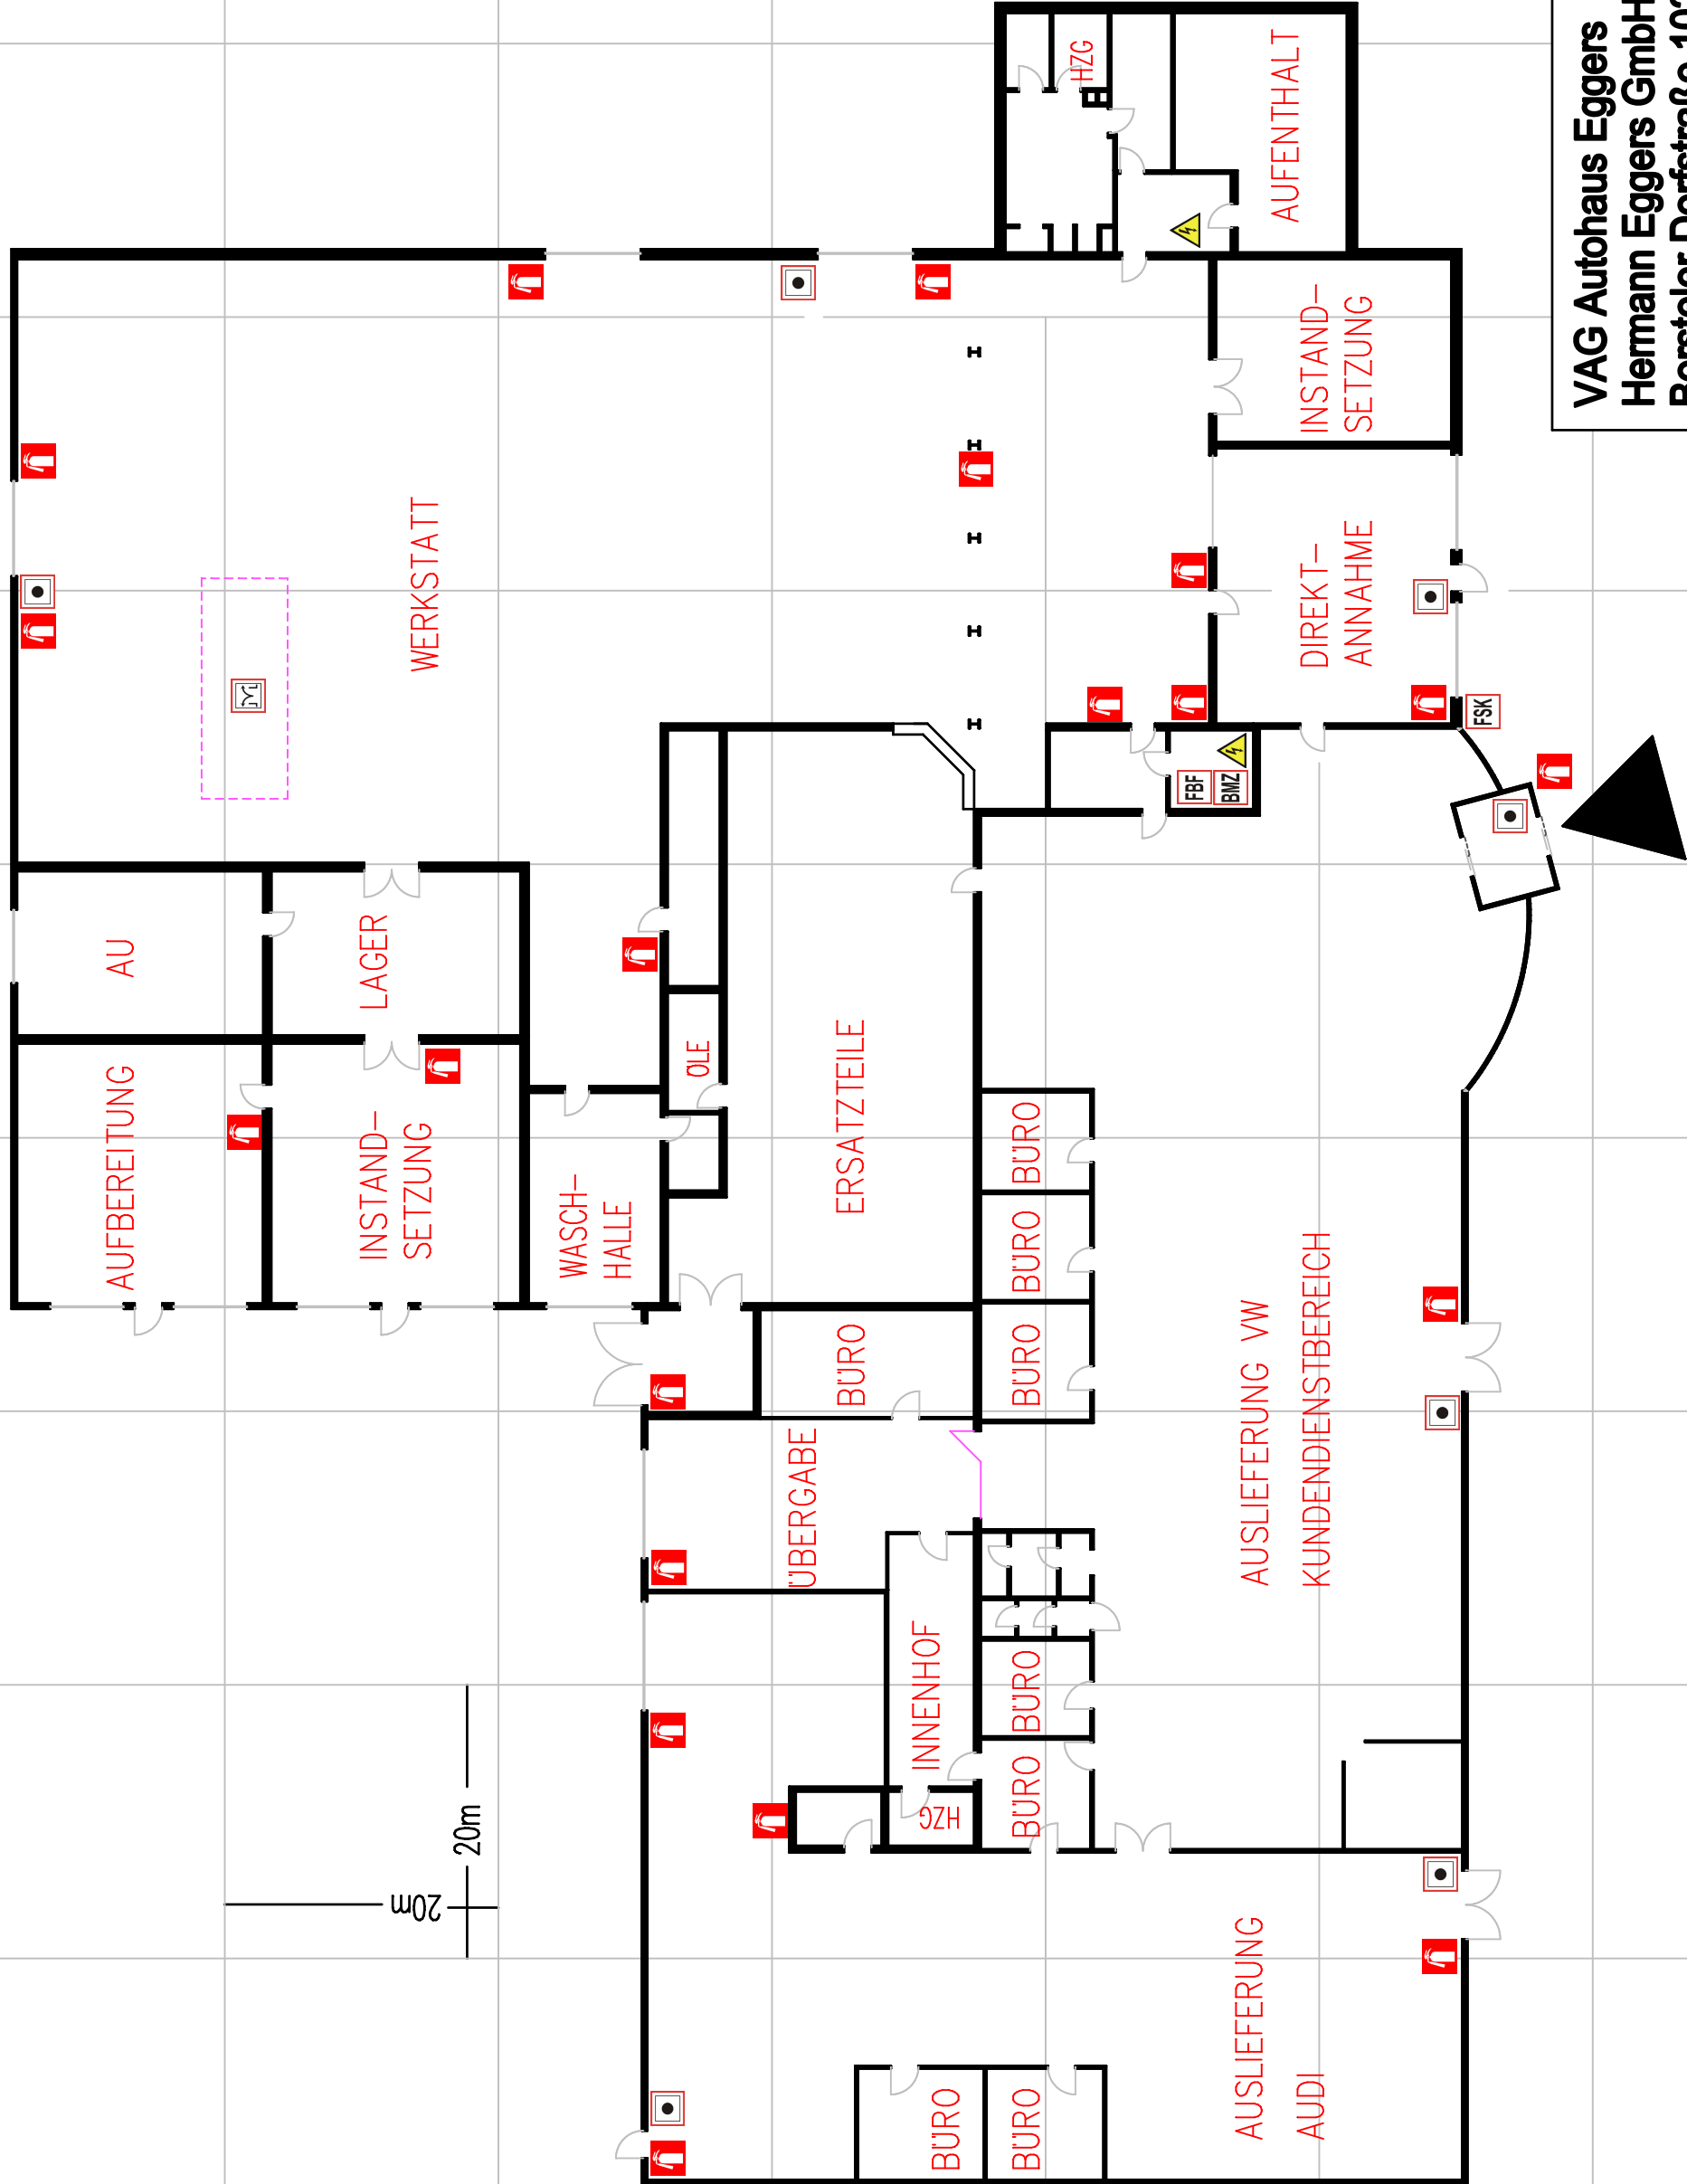 VAG Autohaus Eggers
Hermann Eggers GmbH
HZG
AUFENTHALT
INSTAND–
SETZUNG
WERKSTATT
DIREKT–
ANNAHME
FSK
FBF
BMZ
AU
LAGER
AUFBEREITUNG
INSTAND–
SETZUNG
WASCH–
HALLE
ÖLE
ERSATZTEILE
BÜRO
BÜRO
BÜRO
BÜRO
ÜBERGABE
INNENHOF
HZG
BÜRO
BÜRO
AUSLIEFERUNG VW
KUNDENDIENSTBEREICH
20m
20m
BÜRO
BÜRO
AUSLIEFERUNG
AUDI